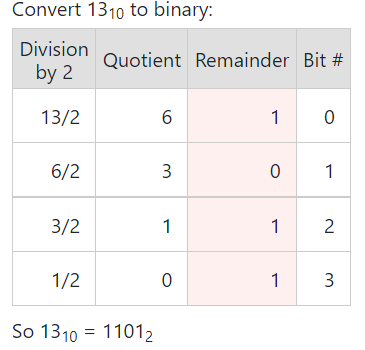 Convert 13₁₀ to binary:
Division by 2 Quotient Remainder Bit #
13/2 6 1 0
6/2 3 0 1
3/2 1 1 2
1/2 0 1 3
So 13₁₀ = 1101₂